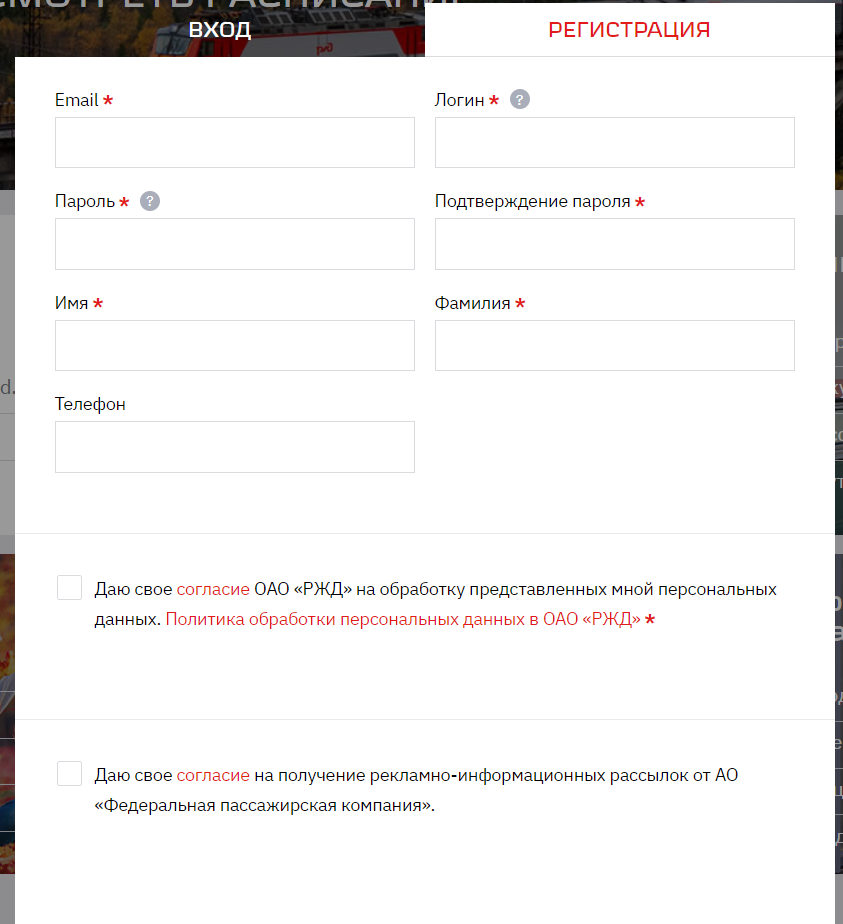 ВХОД
РЕГИСТРАЦИЯ
Email *
Логин * ?
Пароль * ?
Подтверждение пароля *
Имя *
Фамилия *
Телефон
Даю свое согласие ОАО «РЖД» на обработку представленных мной персональных
данных. Политика обработки персональных данных в ОАО «РЖД» *
Даю свое согласие на получение рекламно-информационных рассылок от АО
«Федеральная пассажирская компания».